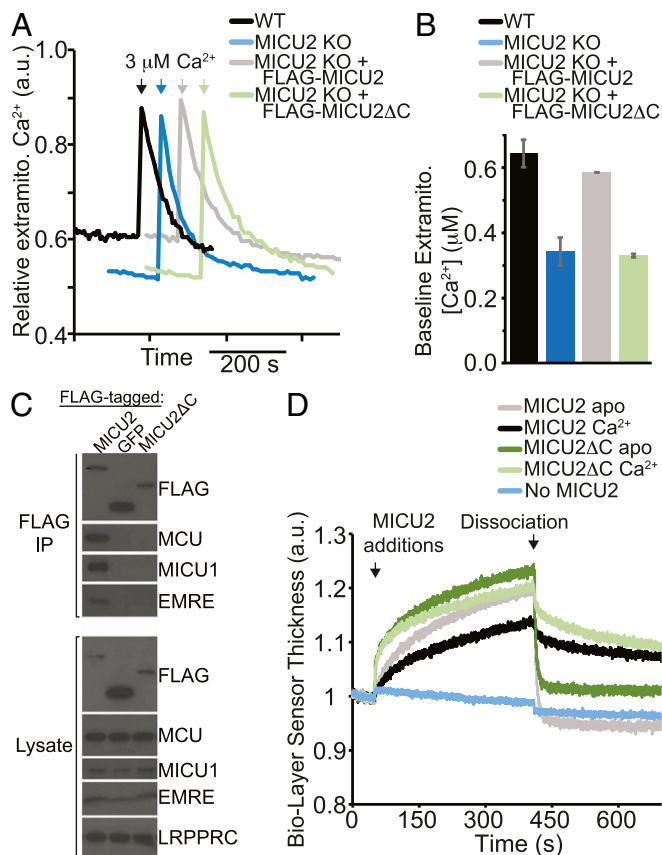 A
WT
MICU2 KO
MICU2 KO +
FLAG-MICU2
MICU2 KO +
FLAG-MICU2ΔC
3 μM Ca²⁺
Relative extramito. Ca²⁺ (a.u.)
1.0
0.8
0.6
0.4
Time
200 s
B
WT
MICU2 KO
MICU2 KO +
FLAG-MICU2
MICU2 KO +
FLAG-MICU2ΔC
Baseline Extramito.
[Ca²⁺] (μM)
0.6
0.3
0.0
C
FLAG-tagged:
MICU2
GFP
MICU2ΔC
FLAG IP
FLAG
MCU
MICU1
EMRE
Lysate
FLAG
MCU
MICU1
EMRE
LRPPRC
D
MICU2 apo
MICU2 Ca²⁺
MICU2ΔC apo
MICU2ΔC Ca²⁺
No MICU2
MICU2
additions
Dissociation
Bio-Layer Sensor Thickness (a.u.)
1.3
1.2
1.1
1
0.9
0.8
0
150
300
450
600
Time (s)